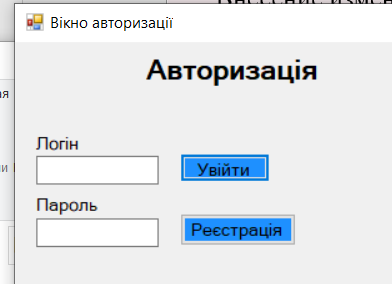 Вікно авторизації
Авторизація
Логін
Увійти
Пароль
Реєстрація